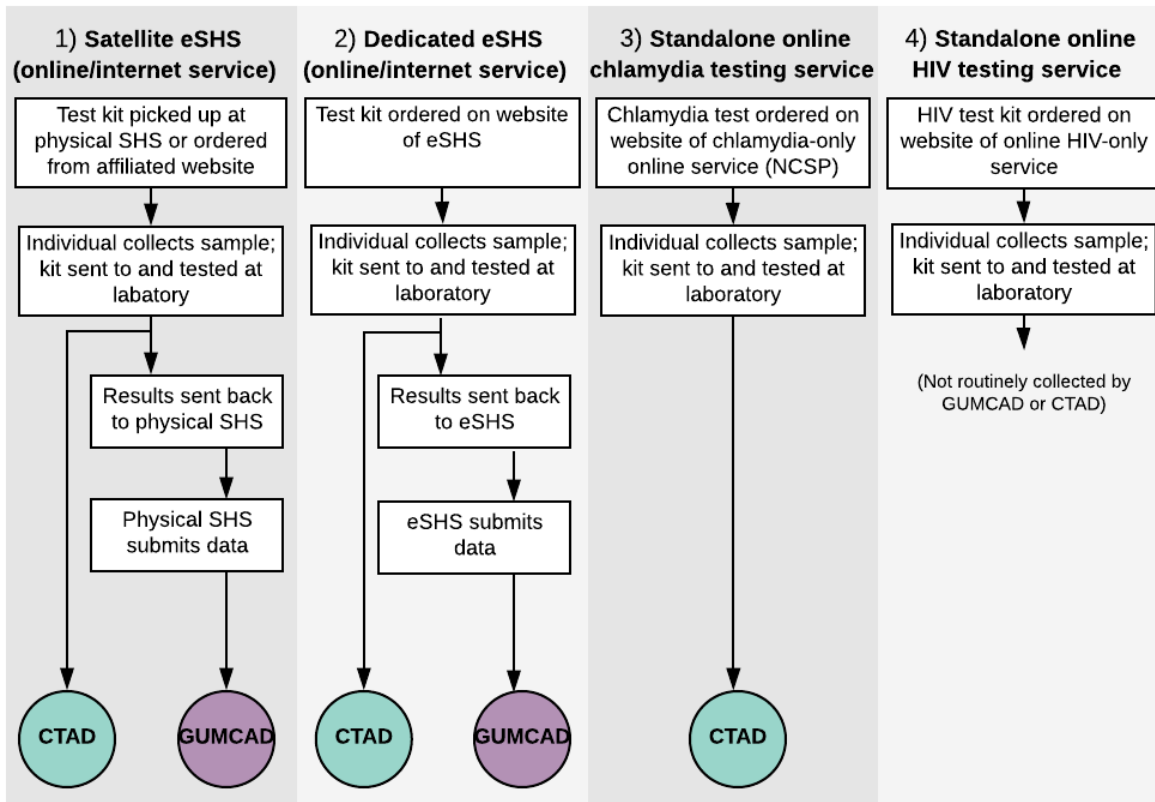 1) Satellite eSHS
(online/internet service)
Test kit picked up at
physical SHS or ordered
from affiliated website
Individual collects sample;
kit sent to and tested at
labatory
Results sent back
to physical SHS
Physical SHS
submits data
CTAD
GUMCAD
2) Dedicated eSHS
(online/internet service)
Test kit ordered on website
of eSHS
Individual collects sample;
kit sent to and tested at
laboratory
Results sent back
to eSHS
eSHS submits
data
CTAD
GUMCAD
3) Standalone online
chlamydia testing service
Chlamydia test ordered on
website of chlamydia-only
online service (NCSP)
Individual collects sample;
kit sent to and tested at
laboratory
CTAD
4) Standalone online
HIV testing service
HIV test kit ordered on
website of online HIV-only
service
Individual collects sample;
kit sent to and tested at
laboratory
(Not routinely collected by
GUMCAD or CTAD)